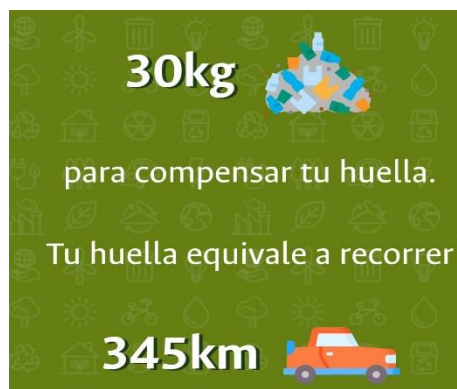 30kg
para compensar tu huella.
Tu huella equivale a recorrer
345km